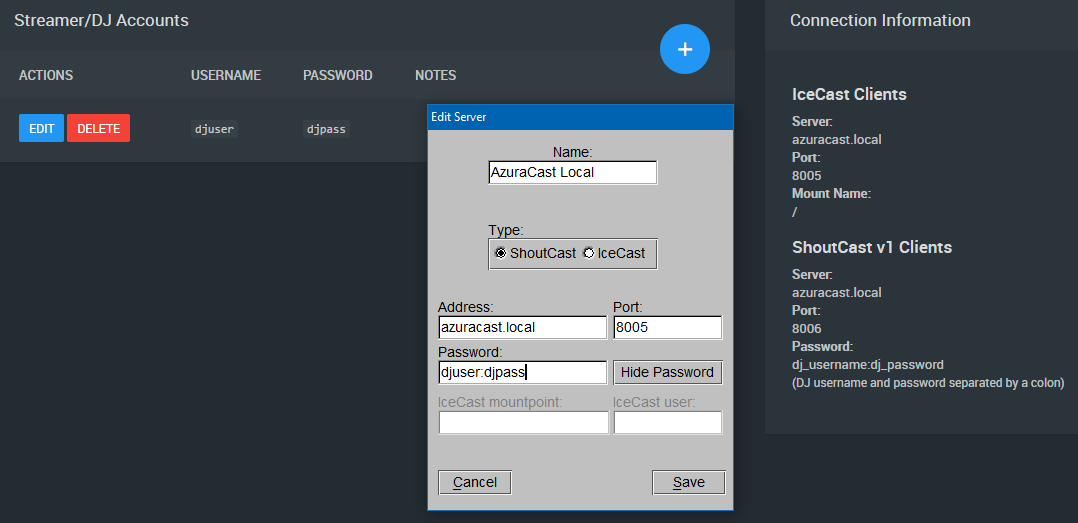 Streamer/DJ Accounts
ACTIONS USERNAME PASSWORD NOTES
+
EDIT DELETE djuser djpass
Edit Server
Name:
AzuraCast Local
Type:
ShoutCast IceCast
Address: Port:
azuracast.local 8005
Password:
djuser:djpass Hide Password
IceCast mountpoint: IceCast user:
Cancel Save
Connection Information
IceCast Clients
Server:
azuracast.local
Port:
8005
Mount Name:
/
ShoutCast v1 Clients
Server:
azuracast.local
Port:
8006
Password:
dj_username:dj_password
(DJ username and password separated by a colon)